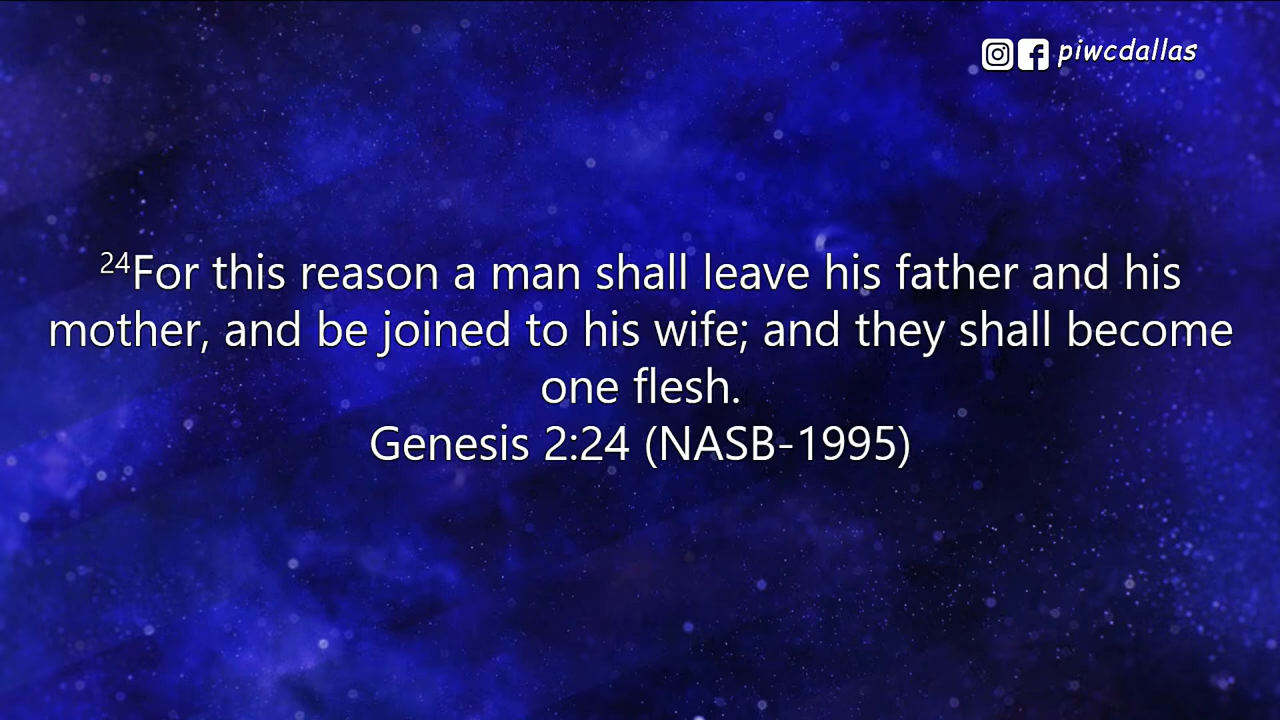 piwcdallas
24For this reason a man shall leave his father and his
mother, and be joined to his wife; and they shall become
one flesh.
Genesis 2:24 (NASB-1995)